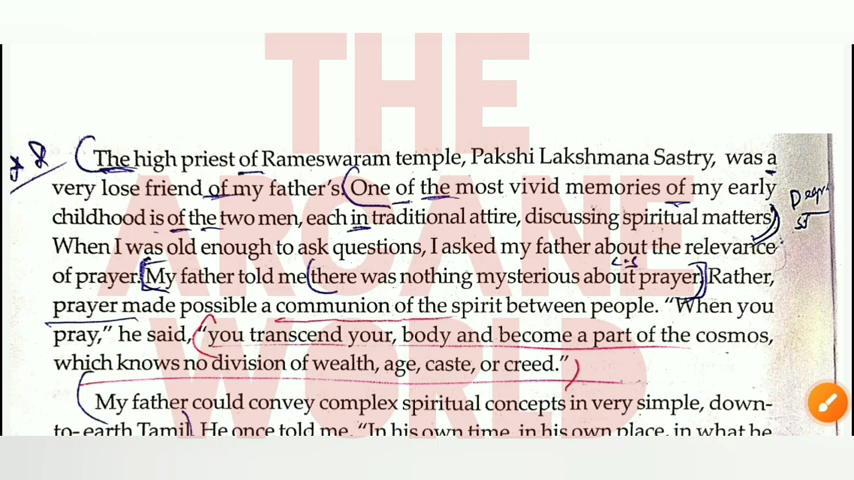 THE
ARCANE
WORLD
The high priest of Rameswaram temple, Pakshi Lakshmana Sastry, was a
very lose friend of my father's. One of the most vivid memories of my early
childhood is of the two men, each in traditional attire, discussing spiritual matters.
When I was old enough to ask questions, I asked my father about the relevance
of prayer. My father told me there was nothing mysterious about prayer. Rather,
prayer made possible a communion of the spirit between people. "When you
pray," he said, "you transcend your, body and become a part of the cosmos,
which knows no division of wealth, age, caste, or creed."
My father could convey complex spiritual concepts in very simple, down-
to-earth Tamil. He once told me, "In his own time, in his own place, in what he